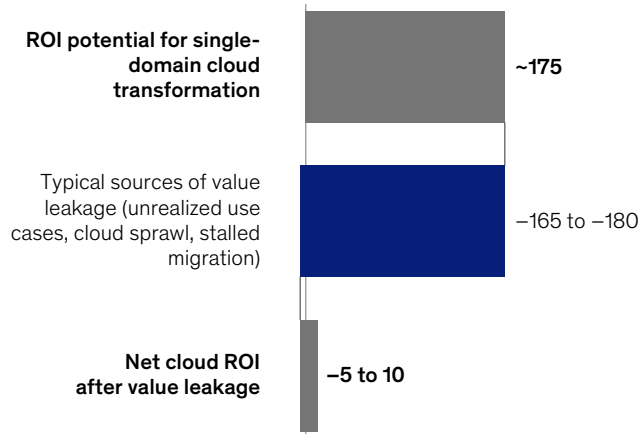 ROI potential for single-
domain cloud
transformation
~175
Typical sources of value
leakage (unrealized use
cases, cloud sprawl, stalled
migration)
−165 to −180
Net cloud ROI
after value leakage
−5 to 10